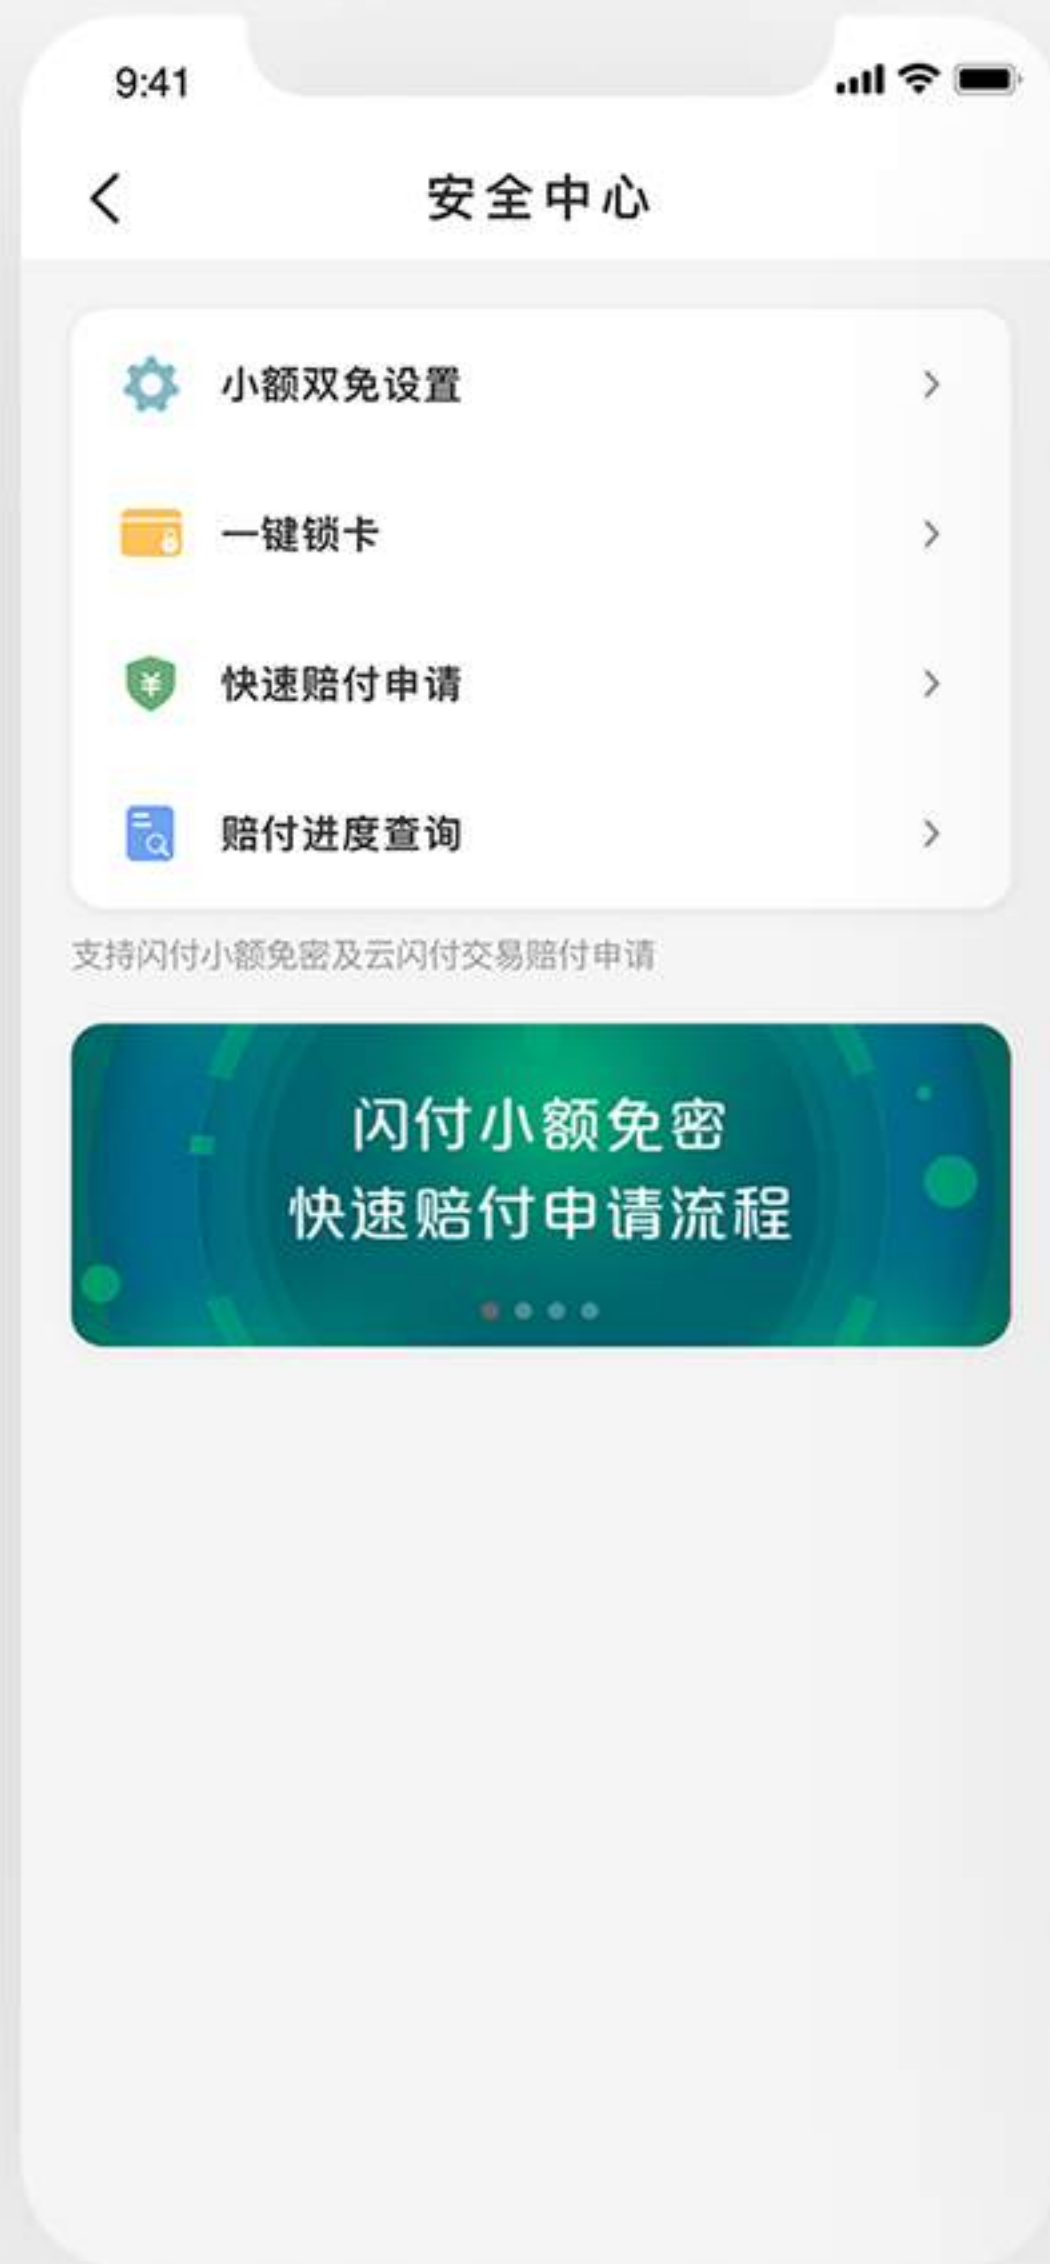 9:41
安全中心
小额双免设置
一键锁卡
快速赔付申请
赔付进度查询
支持闪付小额免密及云闪付交易赔付申请
闪付小额免密
快速赔付申请流程